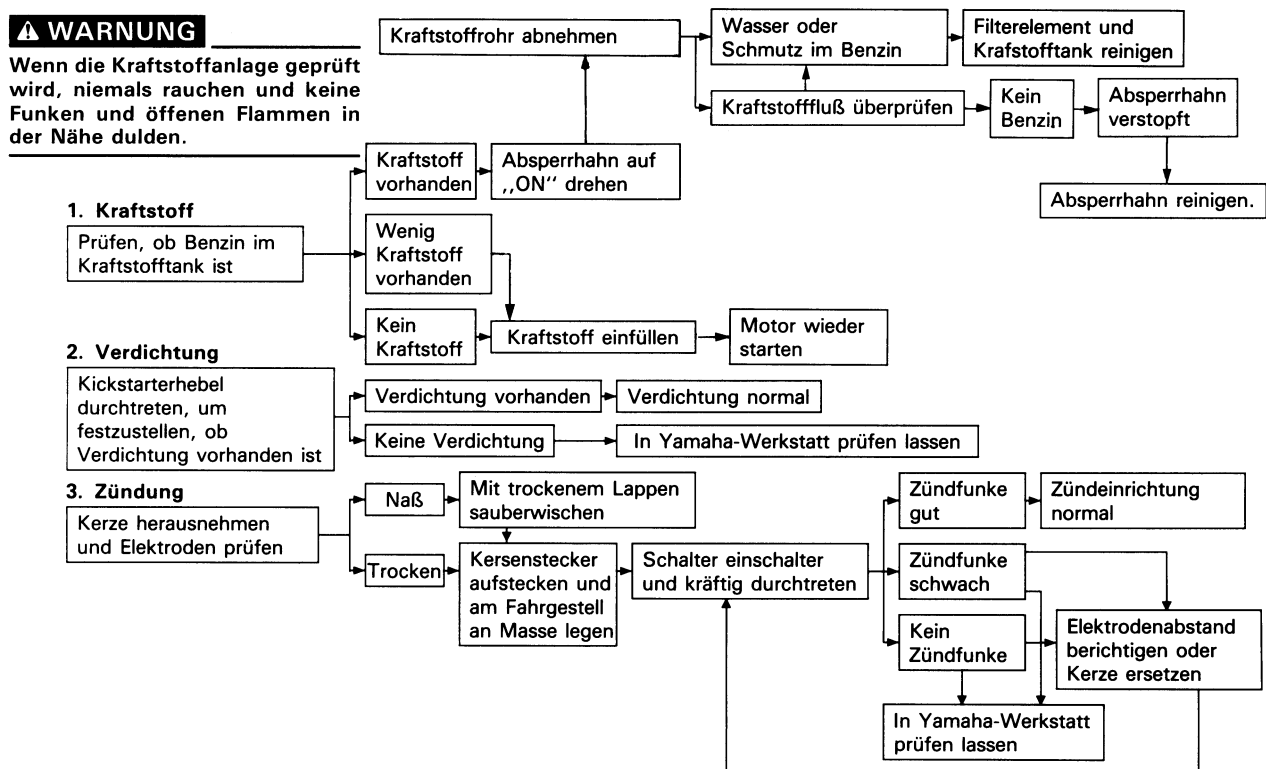 ⚠ WARNUNG
Wenn die Kraftstoffanlage geprüft
wird, niemals rauchen und keine
Funken und öffenen Flammen in
der Nähe dulden.
Kraftstoffrohr abnehmen
Wasser oder
Schmutz im Benzin
Filterelement und
Krafstofftank reinigen
Kraftstofffluß überprüfen
Kein
Benzin
Absperrhahn
verstopft
Absperrhahn reinigen.
Kraftstoff
vorhanden
Absperrhahn auf
,,ON'' drehen
1. Kraftstoff
Prüfen, ob Benzin im
Kraftstofftank ist
Wenig
Kraftstoff
vorhanden
Kein
Kraftstoff
Kraftstoff einfüllen
Motor wieder
starten
2. Verdichtung
Kickstarterhebel
durchtreten, um
festzustellen, ob
Verdichtung vorhanden ist
Verdichtung vorhanden
Verdichtung normal
Keine Verdichtung
In Yamaha-Werkstatt prüfen lassen
3. Zündung
Kerze herausnehmen
und Elektroden prüfen
Naß
Mit trockenem Lappen
sauberwischen
Trocken
Kersenstecker
aufstecken und
am Fahrgestell
an Masse legen
Schalter einschalter
und kräftig durchtreten
Zündfunke
gut
Zündeinrichtung
normal
Zündfunke
schwach
Kein
Zündfunke
Elektrodenabstand
berichtigen oder
Kerze ersetzen
In Yamaha-Werkstatt
prüfen lassen